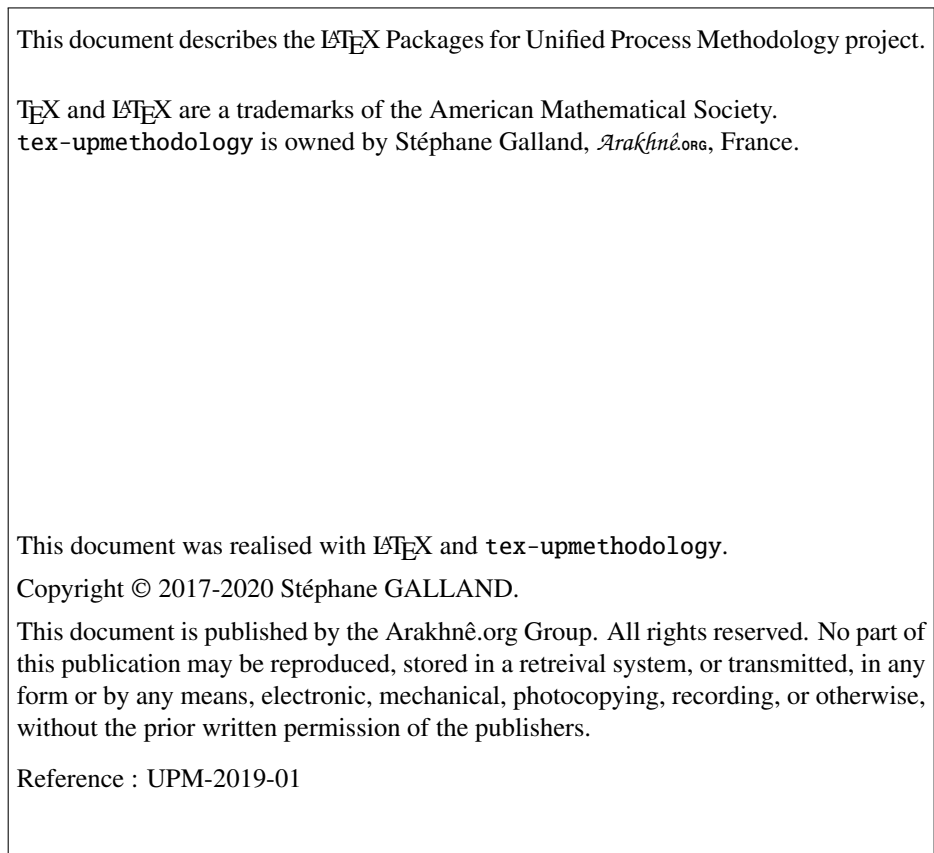 This document describes the LATEX Packages for Unified Process Methodology project.
TEX and LATEX are a trademarks of the American Mathematical Society.
tex-upmethodology is owned by Stéphane Galland, Arakhnê.ORG, France.
This document was realised with LATEX and tex-upmethodology.
Copyright © 2017-2020 Stéphane GALLAND.
This document is published by the Arakhnê.org Group. All rights reserved. No part of
this publication may be reproduced, stored in a retreival system, or transmitted, in any
form or by any means, electronic, mechanical, photocopying, recording, or otherwise,
without the prior written permission of the publishers.
Reference : UPM-2019-01